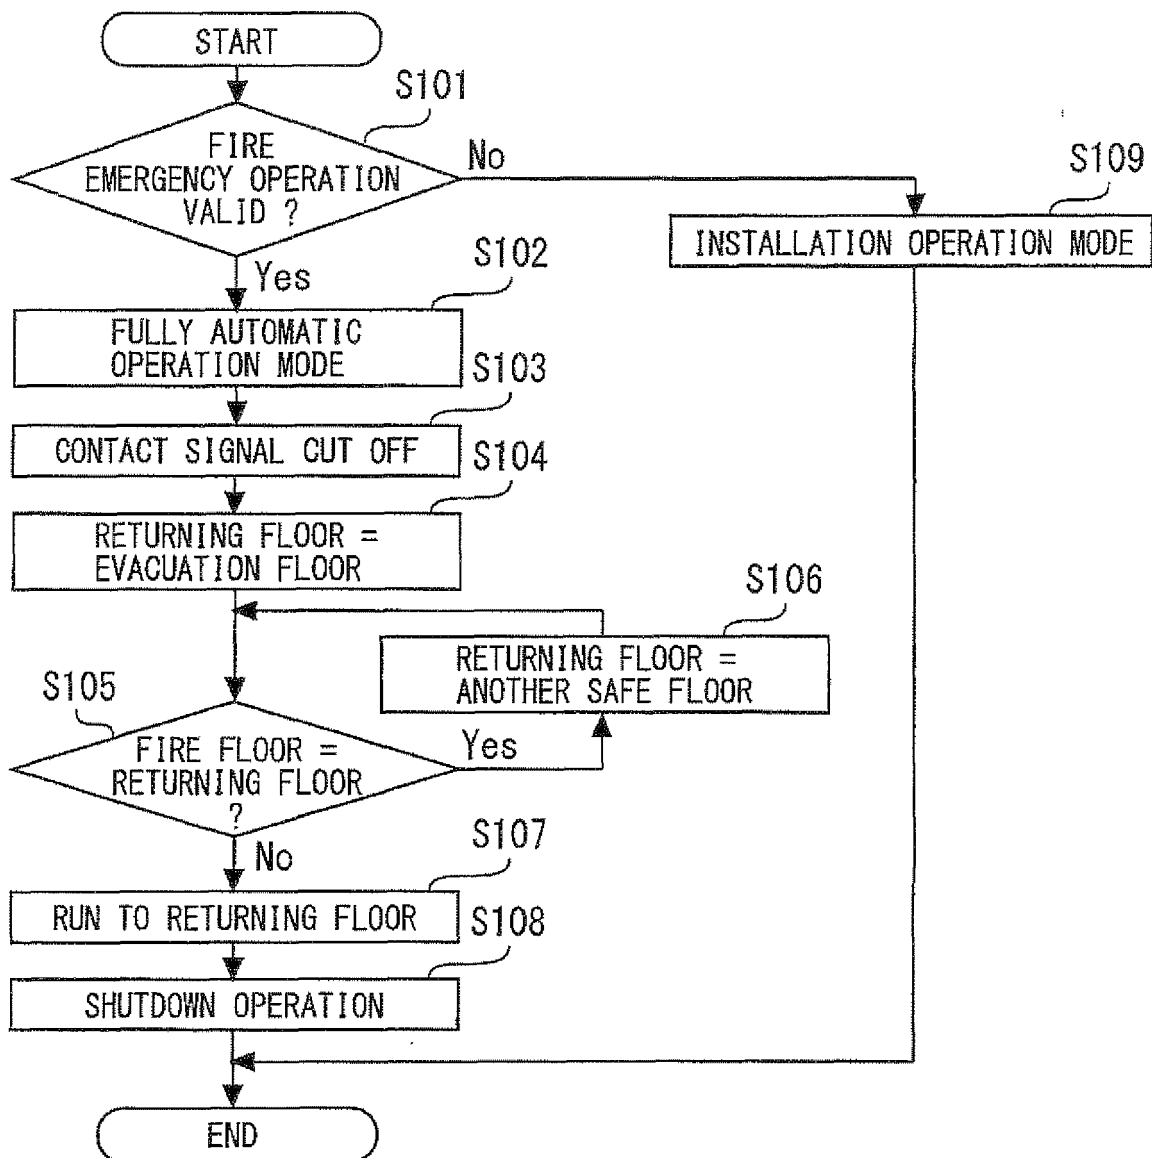 START
S101
FIRE
EMERGENCY OPERATION
VALID ?
No
S109
INSTALLATION OPERATION MODE
Yes
S102
FULLY AUTOMATIC
OPERATION MODE
S103
CONTACT SIGNAL CUT OFF
S104
RETURNING FLOOR =
EVACUATION FLOOR
S106
RETURNING FLOOR =
ANOTHER SAFE FLOOR
S105
FIRE FLOOR =
RETURNING FLOOR
?
Yes
No
S107
RUN TO RETURNING FLOOR
S108
SHUTDOWN OPERATION
END